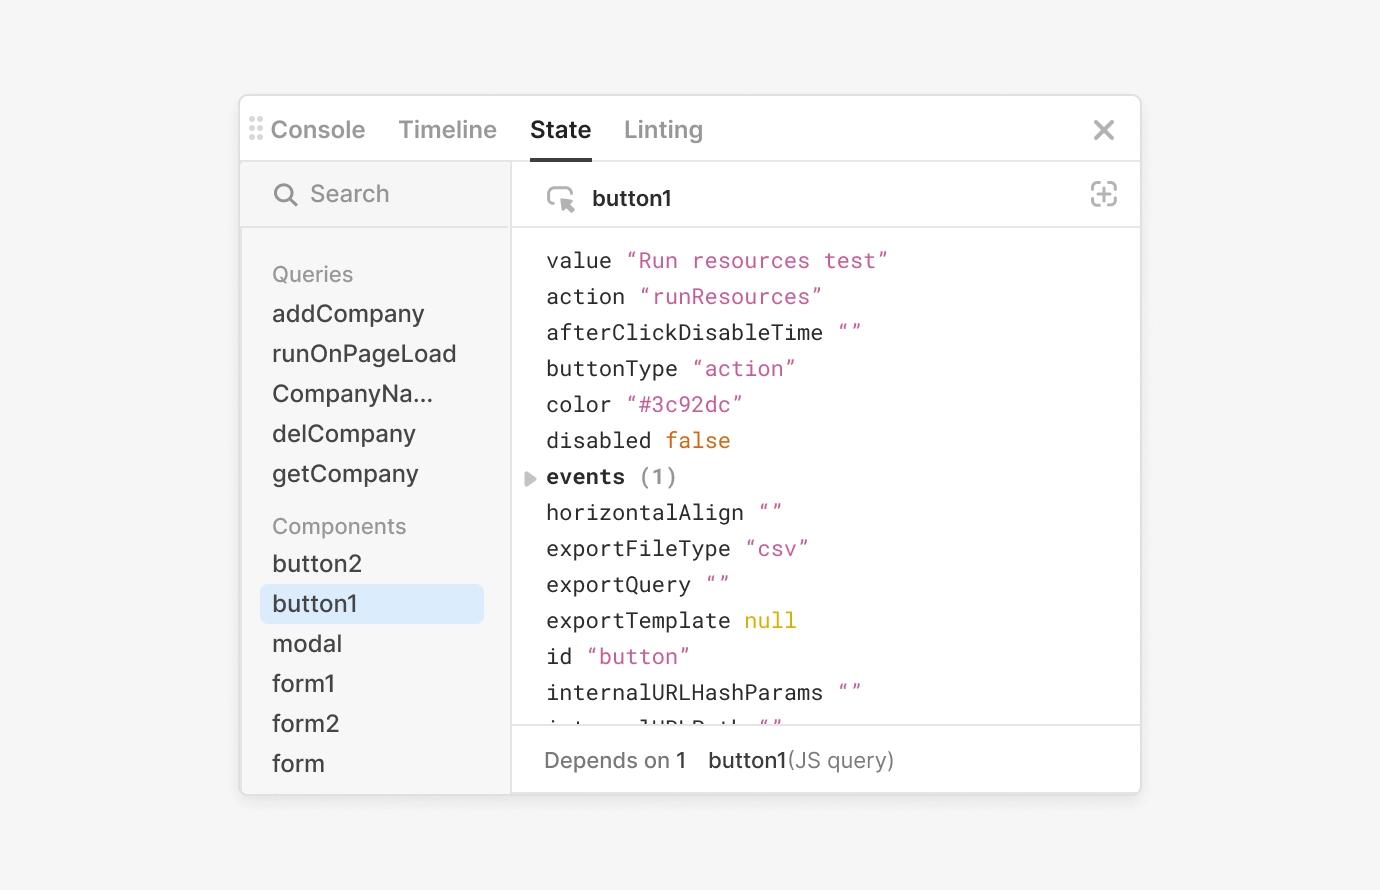 Console Timeline State Linting
Search
Queries
addCompany
runOnPageLoad
CompanyNa...
delCompany
getCompany
Components
button2
button1
modal
form1
form2
form
button1
value “Run resources test”
action “runResources”
afterClickDisableTime “”
buttonType “action”
color “#3c92dc”
disabled false
events (1)
horizontalAlign “”
exportFileType “csv”
exportQuery “”
exportTemplate null
id “button”
internalURLHashParams “”
Depends on 1 button1(JS query)